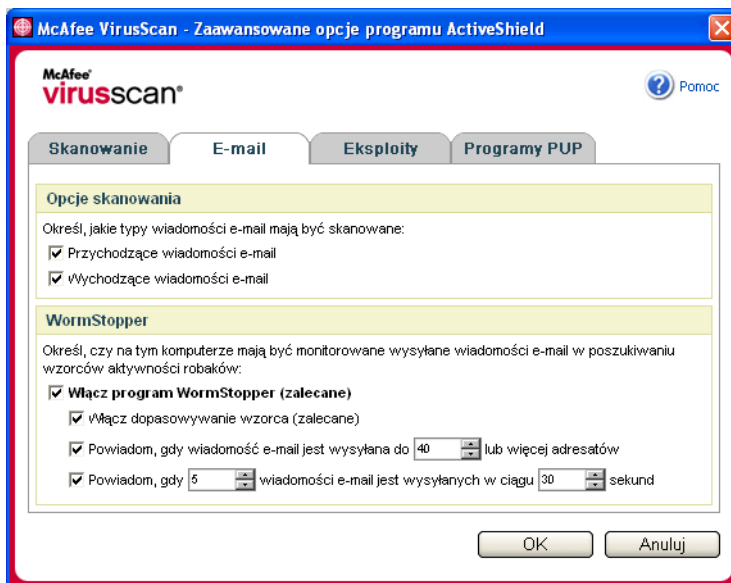 McAfee VirusScan - Zaawansowane opcje programu ActiveShield
McAfee®
virusscan®
Pomoc
Skanowanie
E-mail
Eksploity
Programy PUP
Opcje skanowania
Określ, jakie typy wiadomości e-mail mają być skanowane:
Przychodzące wiadomości e-mail
Wychodzące wiadomości e-mail
WormStopper
Określ, czy na tym komputerze mają być monitorowane wysyłane wiadomości e-mail w poszukiwaniu
wzorców aktywności robaków:
Włącz program WormStopper (zalecane)
Włącz dopasowywanie wzorca (zalecane)
Powiadom, gdy wiadomość e-mail jest wysyłana do 40 lub więcej adresatów
Powiadom, gdy 5 wiadomości e-mail jest wysyłanych w ciągu 30 sekund
OK
Anuluj